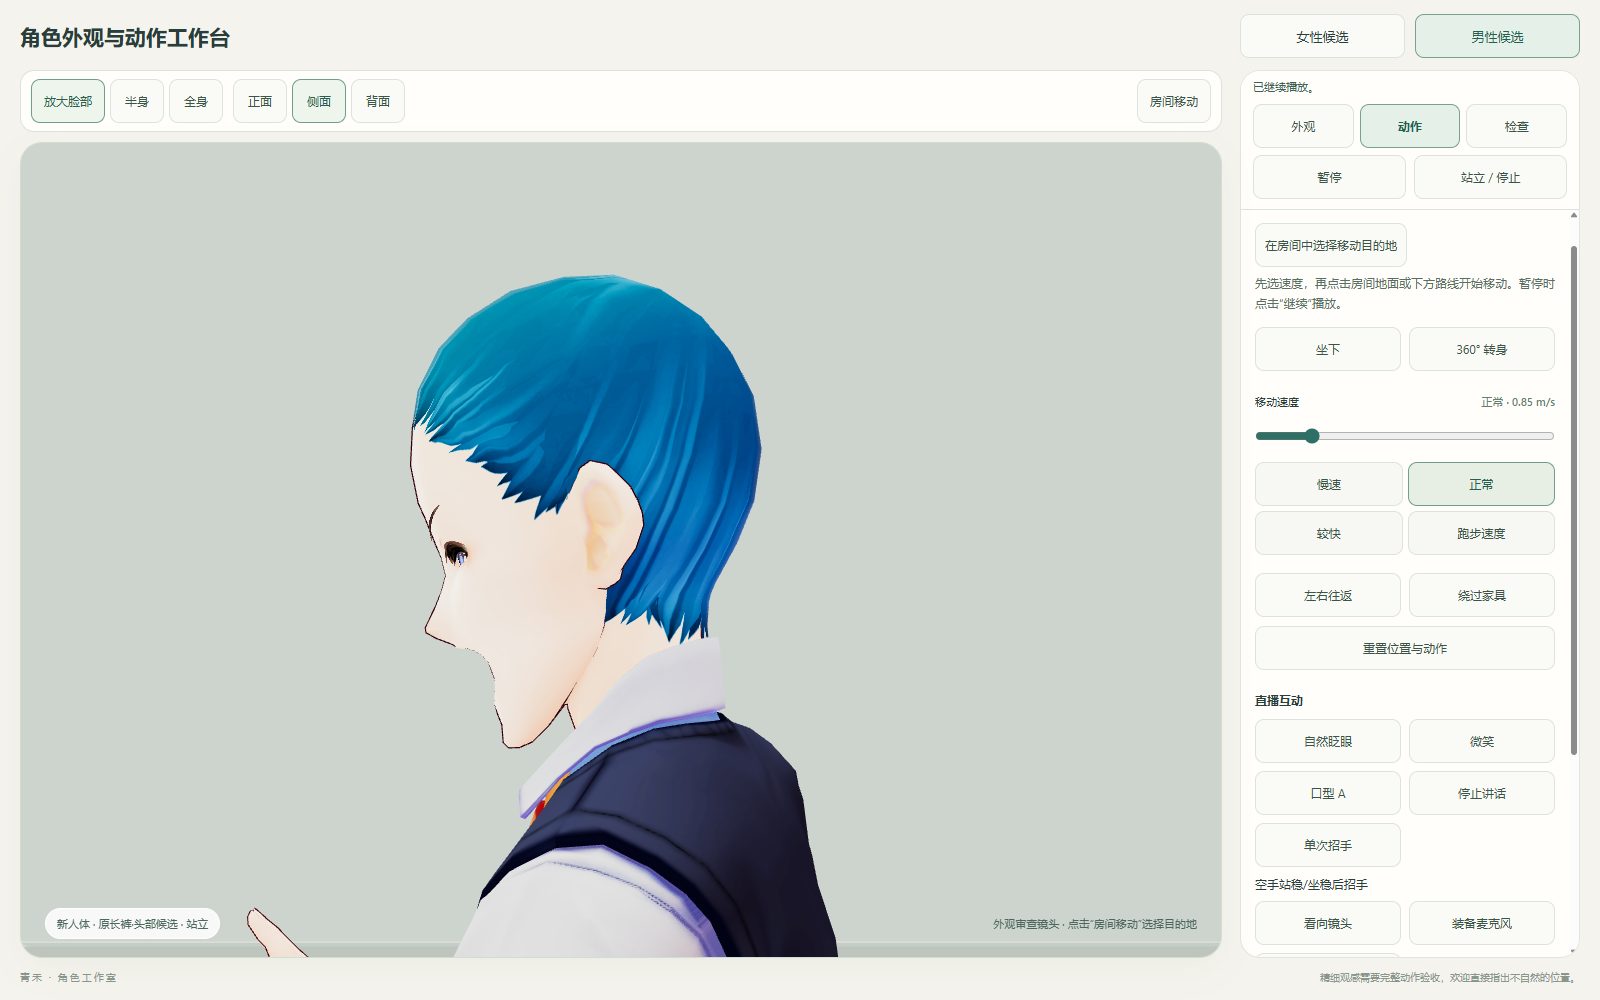 角色外观与动作工作台
女性候选
男性候选
放大脸部
半身
全身
正面
侧面
背面
房间移动
已继续播放。
外观
动作
检查
暂停
站立 / 停止
在房间中选择移动目的地
先选速度，再点击房间地面或下方路线开始移动。暂停时
点击“继续”播放。
坐下
360° 转身
移动速度
正常 · 0.85 m/s
慢速
正常
较快
跑步速度
左右往返
绕过家具
重置位置与动作
直播互动
自然眨眼
微笑
口型 A
停止讲话
单次招手
空手站稳/坐稳后招手
看向镜头
装备麦克风
新人体 · 原长裤·头部候选 · 站立
外观审查镜头 · 点击“房间移动”选择目的地
青禾 · 角色工作室
精细观感需要完整动作验收，欢迎直接指出不自然的位置。